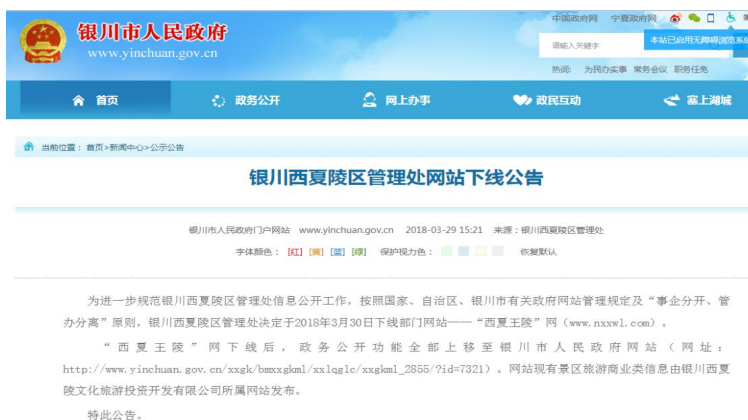 中国政府网 宁夏政府网
银川市人民政府
www.yinchuan.gov.cn
请输入关键字
本站已启用无障碍浏览系
热词: 为民办实事 常务会议 职务任免
首页 政务公开 网上办事 政民互动 塞上湖城
当前位置：首页>新闻中心>公示公告
银川西夏陵区管理处网站下线公告
银川市人民政府门户网站 www.yinchuan.gov.cn 2018-03-29 15:21 来源：银川西夏陵区管理处
字体颜色： [红] [黄] [蓝] [绿] 保护视力色： 恢复默认
为进一步规范银川西夏陵区管理处信息公开工作，按照国家、自治区、银川市有关政府网站管理规定及“事企分开、管
办分离”原则，银川西夏陵区管理处决定于2018年3月30日下线部门网站——“西夏王陵”网（www.nxxwl.com）。
“西夏王陵”网下线后，政务公开功能全部上移至银川市人民政府网站（网址：
http://www.yinchuan.gov.cn/xxgk/bmxxgkml/xxlqglc/xxgkml_2855/?id=7321）。网站现有景区旅游商业类信息由银川西夏
陵文化旅游投资开发有限公司所属网站发布。
特此公告。